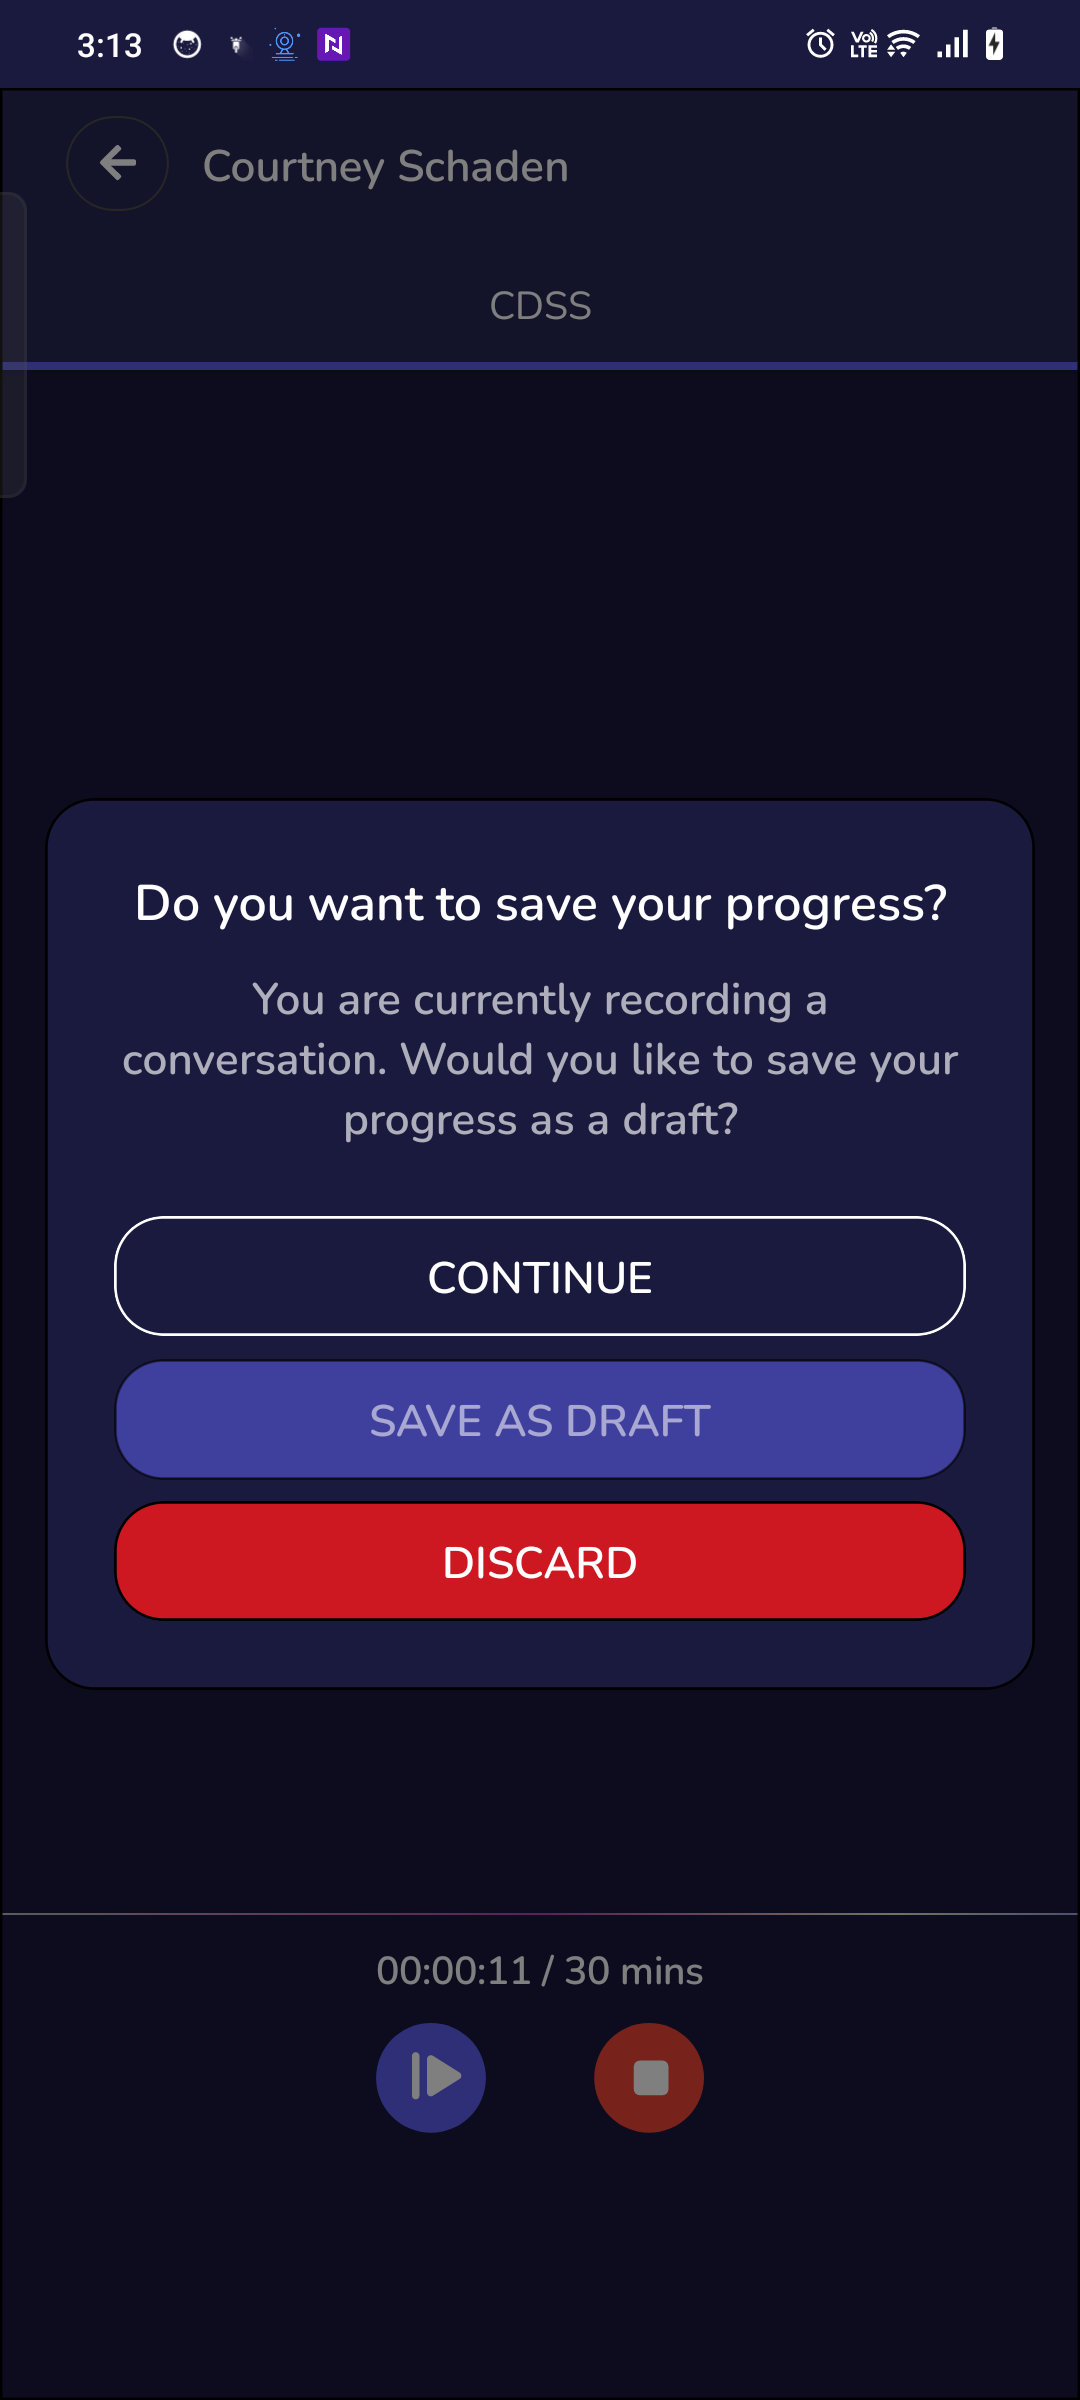 3:13
Vo)) LTE
Courtney Schaden
CDSS
Do you want to save your progress?
You are currently recording a
conversation. Would you like to save your
progress as a draft?
CONTINUE
SAVE AS DRAFT
DISCARD
00:00:11 / 30 mins